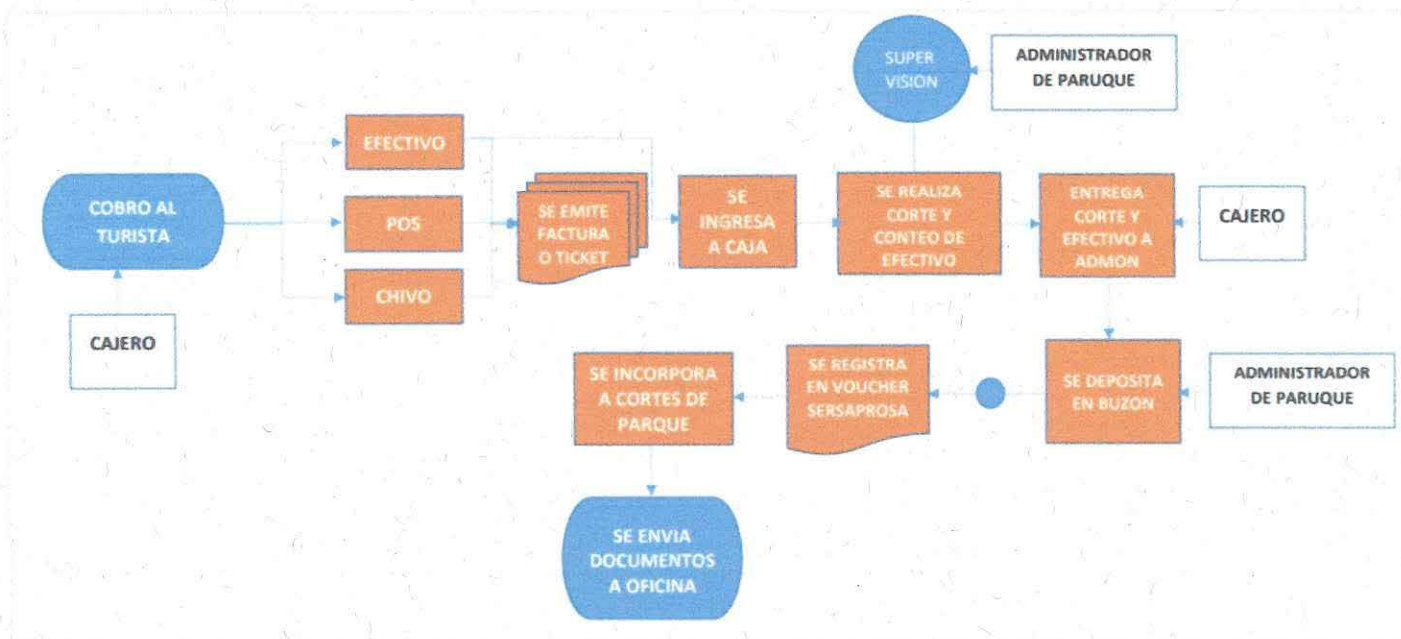 SUPER
VISION
ADMINISTRADOR
DE PARUQUE
EFECTIVO
COBRO AL
TURISTA
POS
CHIVO
CAJERO
SE EMITE
FACTURA
O TICKET
SE
INGRESA
A CAJA
SE REALIZA
CORTE Y
CONTEO DE
EFECTIVO
ENTREGA
CORTE Y
EFECTIVO A
ADMON
CAJERO
SE INCORPORA
A CORTES DE
PARQUE
SE REGISTRA
EN VOUCHER
SERSAPROSA
SE DEPOSITA
EN BUZON
ADMINISTRADOR
DE PARUQUE
SE ENVIA
DOCUMENTOS
A OFICINA